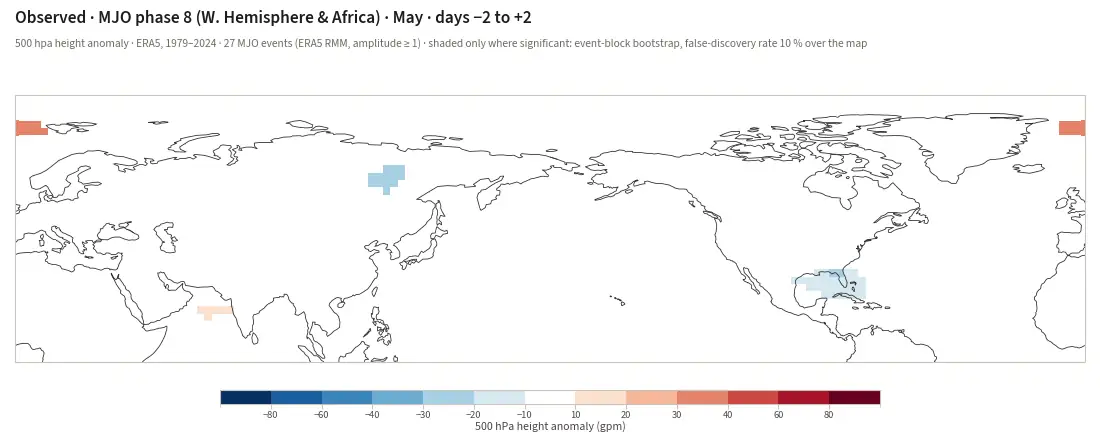 Observed · MJO phase 8 (W. Hemisphere & Africa) · May · days −2 to +2
500 hpa height anomaly · ERA5, 1979–2024 · 27 MJO events (ERA5 RMM, amplitude ≥ 1) · shaded only where significant: event-block bootstrap, false-discovery rate 10 % over the map
−80 −60 −40 −30 −20 −10 10 20 30 40 60 80
500 hPa height anomaly (gpm)